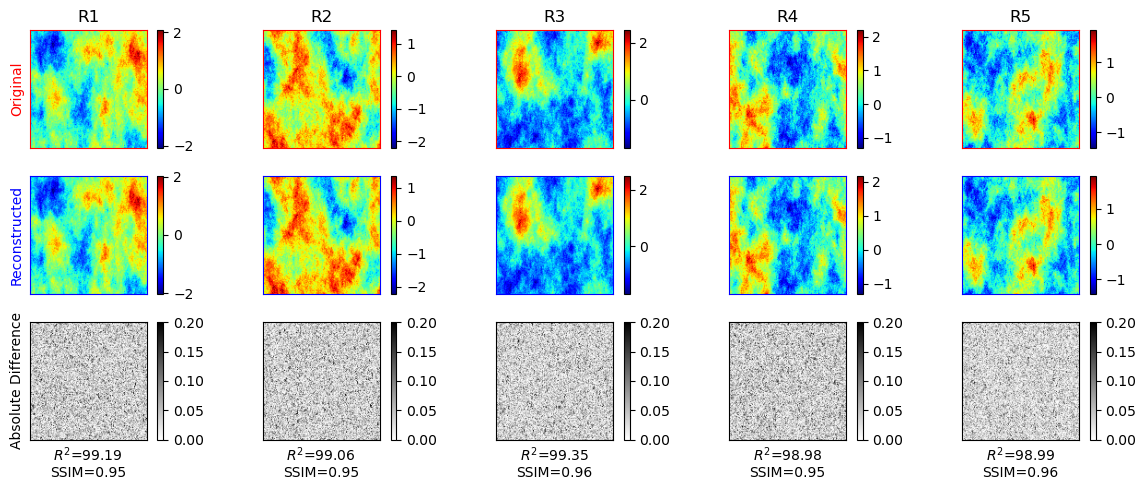 R1 R2 R3 R4 R5
Original
2 1 0 −1 −2
1 0 −1 −2
2 0
2 1 0 −1
1 0 −1
Reconstructed
2 1 0 −1 −2
1 0 −1 −2
2 0
2 1 0 −1
1 0 −1
Absolute Difference
0.20 0.15 0.10 0.05 0.00
0.20 0.15 0.10 0.05 0.00
0.20 0.15 0.10 0.05 0.00
0.20 0.15 0.10 0.05 0.00
0.20 0.15 0.10 0.05 0.00
R²=99.19 R²=99.06 R²=99.35 R²=98.98 R²=98.99
SSIM=0.95 SSIM=0.95 SSIM=0.96 SSIM=0.95 SSIM=0.96